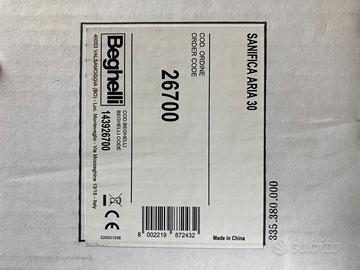 SANIFICA ARIA 30
COD. ORDINE
ORDER CODE
26700
Made in China
Beghelli
40053 VALSAMOGGIA (BO) - Loc. Monteveglio - Via Mozzeghine 13/15 - Italy
COD BEGHELLI
BEGHELLI CODE
143926700
8 002219 872432
335.380.000
subito